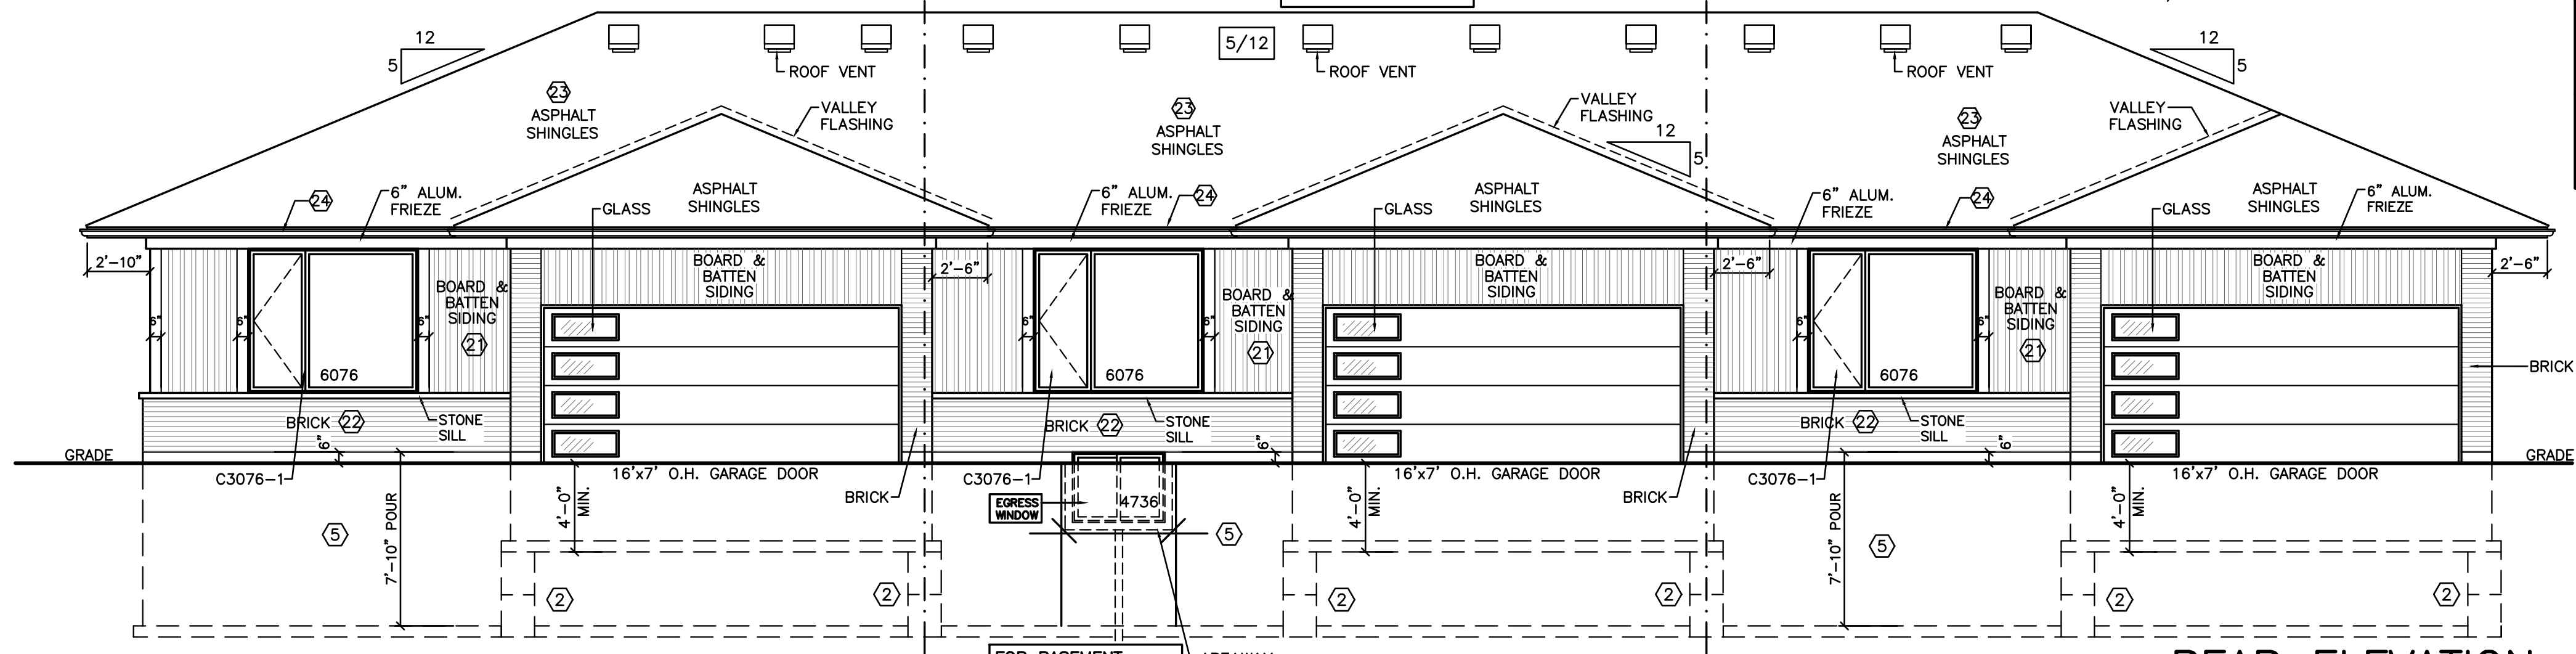 12
5
5/12
12
5
ROOF VENT
ROOF VENT
ROOF VENT
23
ASPHALT
SHINGLES
VALLEY
FLASHING
23
ASPHALT
SHINGLES
VALLEY
FLASHING
12
5
23
ASPHALT
SHINGLES
VALLEY
FLASHING
24
6" ALUM.
FRIEZE
ASPHALT
SHINGLES
GLASS
6" ALUM.
FRIEZE
24
ASPHALT
SHINGLES
GLASS
6" ALUM.
FRIEZE
24
ASPHALT
SHINGLES
GLASS
6" ALUM.
FRIEZE
2'-10"
2'-6"
2'-6"
2'-6"
BOARD &
BATTEN
SIDING
BOARD &
BATTEN
SIDING
BOARD &
BATTEN
SIDING
BOARD &
BATTEN
SIDING
21
BOARD &
BATTEN
SIDING
21
BOARD &
BATTEN
SIDING
21
6"
6"
6"
6"
6"
6"
6"
6076
6076
6076
BRICK
BRICK 22
STONE
SILL
BRICK 22
STONE
SILL
BRICK 22
STONE
SILL
6"
6"
6"
GRADE
GRADE
C3076-1
16'x7' O.H. GARAGE DOOR
BRICK
C3076-1
16'x7' O.H. GARAGE DOOR
BRICK
C3076-1
16'x7' O.H. GARAGE DOOR
EGRESS
WINDOW
4736
7'-10" POUR
4'-0"
MIN.
4'-0"
MIN.
7'-10" POUR
4'-0"
MIN.
5
5
5
2
2
2
2
2
2